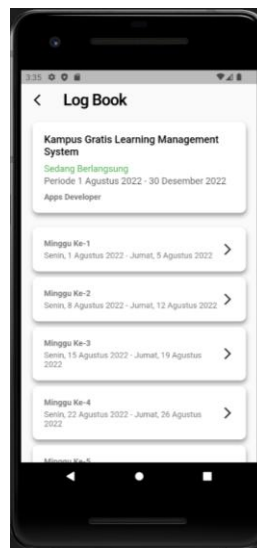 3:35
Log Book
Kampus Gratis Learning Management
System
Sedang Berlangsung
Periode 1 Agustus 2022 - 30 Desember 2022
Apps Developer
Minggu Ke-1
Senin, 1 Agustus 2022 - Jumat, 5 Agustus 2022
Minggu Ke-2
Senin, 8 Agustus 2022 - Jumat, 12 Agustus 2022
Minggu Ke-3
Senin, 15 Agustus 2022 - Jumat, 19 Agustus
2022
Minggu Ke-4
Senin, 22 Agustus 2022 - Jumat, 26 Agustus
2022
Minggu Ke-5